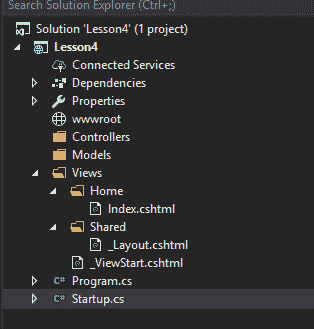 Search Solution Explorer (Ctrl+;)
Solution 'Lesson4' (1 project)
Lesson4
Connected Services
Dependencies
Properties
wwwroot
Controllers
Models
Views
Home
Index.cshtml
Shared
_Layout.cshtml
_ViewStart.cshtml
C# Program.cs
C# Startup.cs